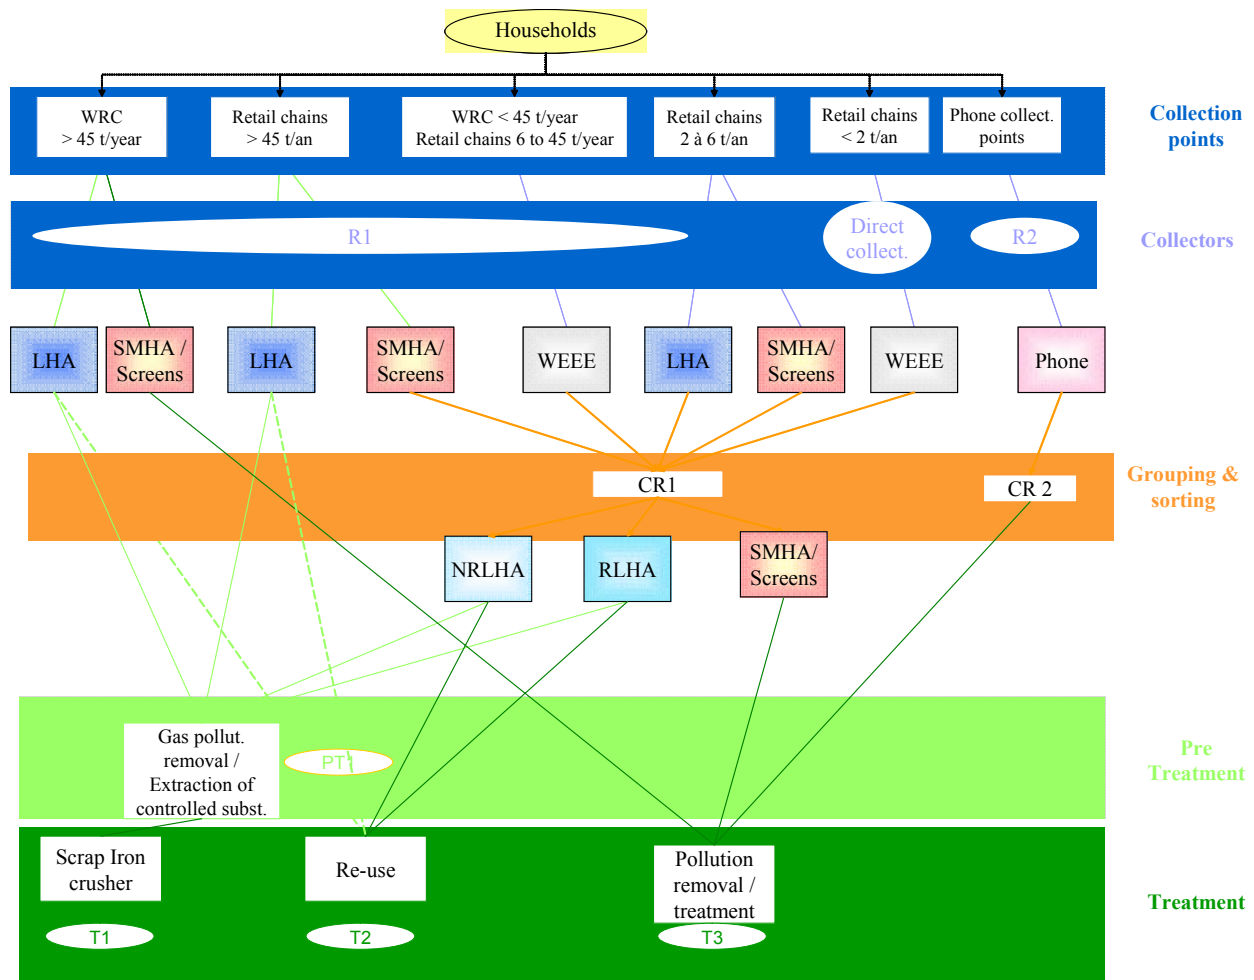 Households
WRC
> 45 t/year
Retail chains
> 45 t/an
WRC < 45 t/year
Retail chains 6 to 45 t/year
Retail chains
2 à 6 t/an
Retail chains
< 2 t/an
Phone collect.
points
Collection
points
R1
Direct
collect.
R2
Collectors
LHA
SMHA /
Screens
LHA
SMHA/
Screens
WEEE
LHA
SMHA/
Screens
WEEE
Phone
CR1
CR 2
Grouping &
sorting
NRLHA
RLHA
SMHA/
Screens
Gas pollut.
removal /
Extraction of
controlled subst.
PT1
Pre
Treatment
Scrap Iron
crusher
Re-use
Pollution
removal /
treatment
Treatment
T1
T2
T3